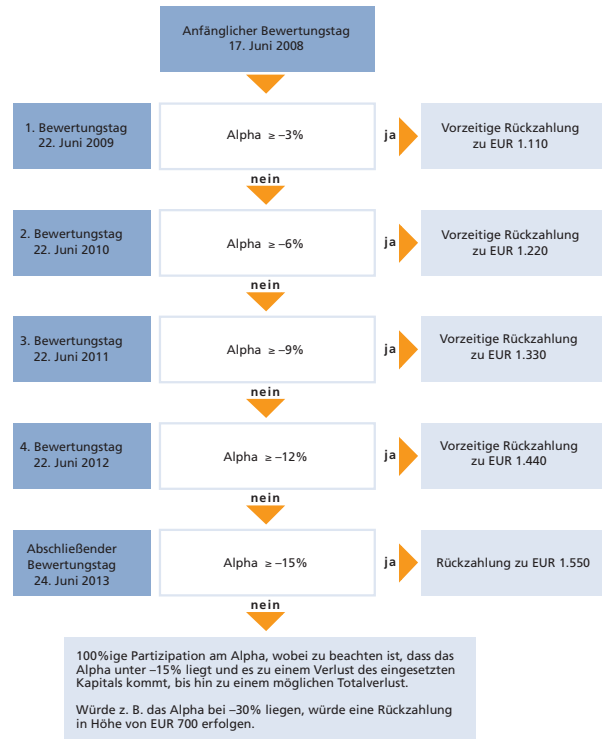 Anfänglicher Bewertungstag
17. Juni 2008
1. Bewertungstag
22. Juni 2009
Alpha ≥ –3%
ja
Vorzeitige Rückzahlung
zu EUR 1.110
nein
2. Bewertungstag
22. Juni 2010
Alpha ≥ –6%
ja
Vorzeitige Rückzahlung
zu EUR 1.220
nein
3. Bewertungstag
22. Juni 2011
Alpha ≥ –9%
ja
Vorzeitige Rückzahlung
zu EUR 1.330
nein
4. Bewertungstag
22. Juni 2012
Alpha ≥ –12%
ja
Vorzeitige Rückzahlung
zu EUR 1.440
nein
Abschließender
Bewertungstag
24. Juni 2013
Alpha ≥ –15%
ja
Rückzahlung zu EUR 1.550
nein
100%ige Partizipation am Alpha, wobei zu beachten ist, dass das
Alpha unter –15% liegt und es zu einem Verlust des eingesetzten
Kapitals kommt, bis hin zu einem möglichen Totalverlust.
Würde z. B. das Alpha bei –30% liegen, würde eine Rückzahlung
in Höhe von EUR 700 erfolgen.